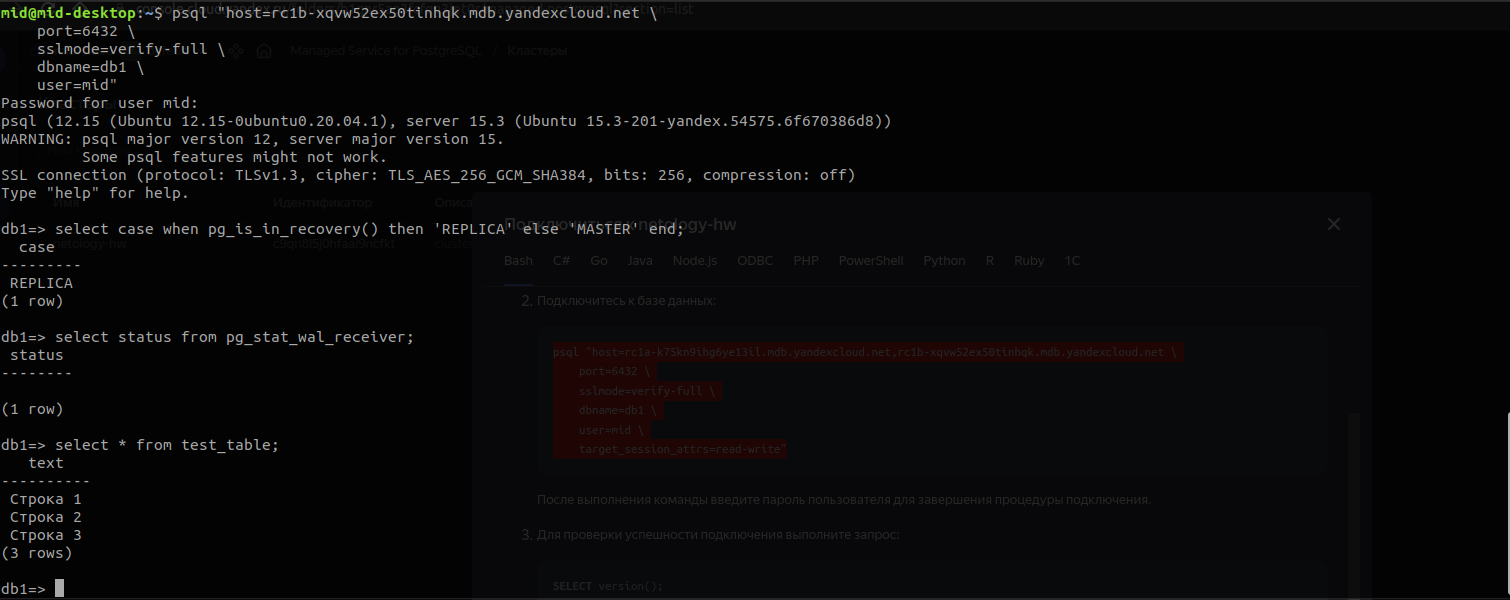 mid@mid-desktop:~$ psql "host=rc1b-xqvw52ex50tinhqk.mdb.yandexcloud.net \
    port=6432 \
    sslmode=verify-full \
    dbname=db1 \
    user=mid"
Password for user mid:
psql (12.15 (Ubuntu 12.15-0ubuntu0.20.04.1), server 15.3 (Ubuntu 15.3-201-yandex.54575.6f670386d8))
WARNING: psql major version 12, server major version 15.
         Some psql features might not work.
SSL connection (protocol: TLSv1.3, cipher: TLS_AES_256_GCM_SHA384, bits: 256, compression: off)
Type "help" for help.
db1=> select case when pg_is_in_recovery() then 'REPLICA' else 'MASTER' end;
  case
---------
 REPLICA
(1 row)
db1=> select status from pg_stat_wal_receiver;
 status
--------
(1 row)
db1=> select * from test_table;
   text
----------
 Строка 1
 Строка 2
 Строка 3
(3 rows)
db1=>
Managed Service for PostgreSQL / Кластеры
Имя Идентификатор
netology-hw
Подключиться к netology-hw
Bash C# Go Java Node.js ODBC PHP PowerShell Python R Ruby 1C
2. Подключитесь к базе данных:
psql "host=rc1a-k75kn9ihg6ye13il.mdb.yandexcloud.net,rc1b-xqvw52ex50tinhqk.mdb.yandexcloud.net \
    port=6432 \
    sslmode=verify-full \
    dbname=db1 \
    user=mid \
    target_session_attrs=read-write"
После выполнения команды введите пароль пользователя для завершения процедуры подключения.
3. Для проверки успешности подключения выполните запрос:
SELECT version();